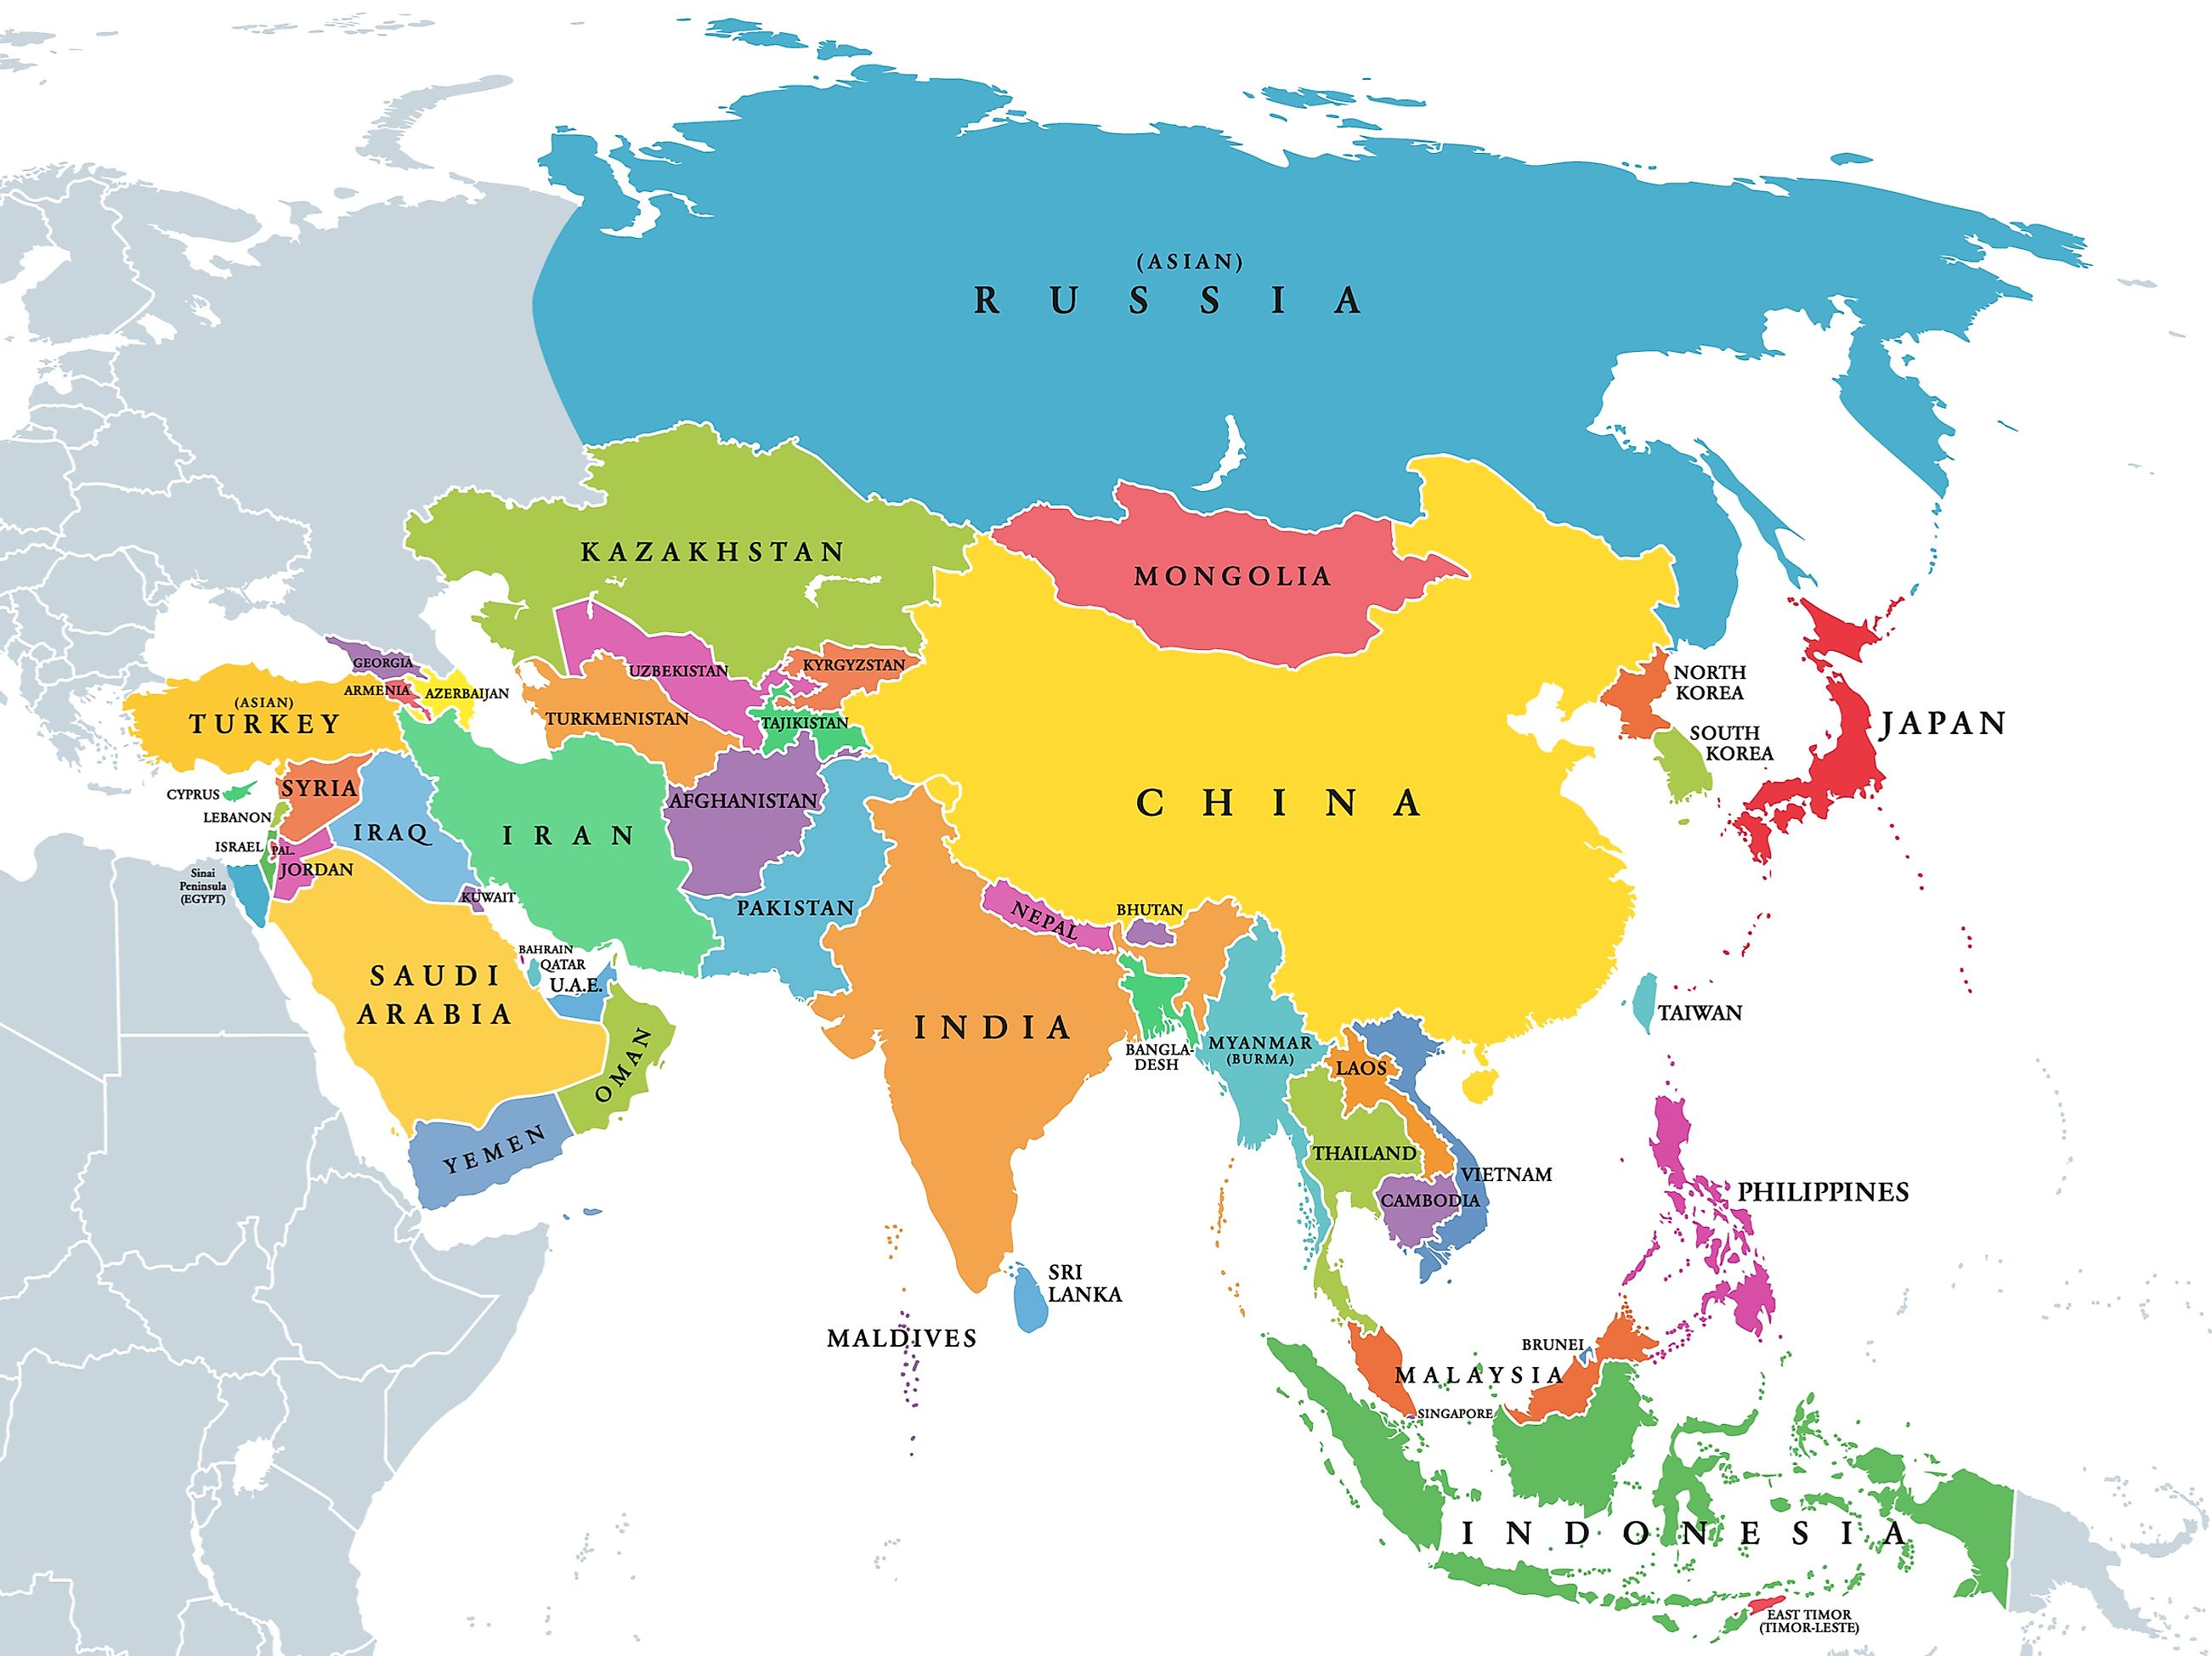 (ASIAN)
RUSSIA
KAZAKHSTAN
MONGOLIA
GEORGIA
ARMENIA
AZERBAIJAN
UZBEKISTAN
KYRGYZSTAN
TURKMENISTAN
TAJIKISTAN
(ASIAN)
TURKEY
NORTH
KOREA
SOUTH
KOREA
JAPAN
CYPRUS
SYRIA
LEBANON
IRAQ
IRAN
AFGHANISTAN
CHINA
ISRAEL
PAL.
JORDAN
Sinai
Peninsula
(EGYPT)
KUWAIT
PAKISTAN
NEPAL
BHUTAN
BAHRAIN
QATAR
U.A.E.
SAUDI
ARABIA
OMAN
YEMEN
INDIA
BANGLA-
DESH
MYANMAR
(BURMA)
LAOS
TAIWAN
THAILAND
VIETNAM
CAMBODIA
PHILIPPINES
SRI
LANKA
MALDIVES
BRUNEI
MALAYSIA
SINGAPORE
INDONESIA
EAST TIMOR
(TIMOR-LESTE)